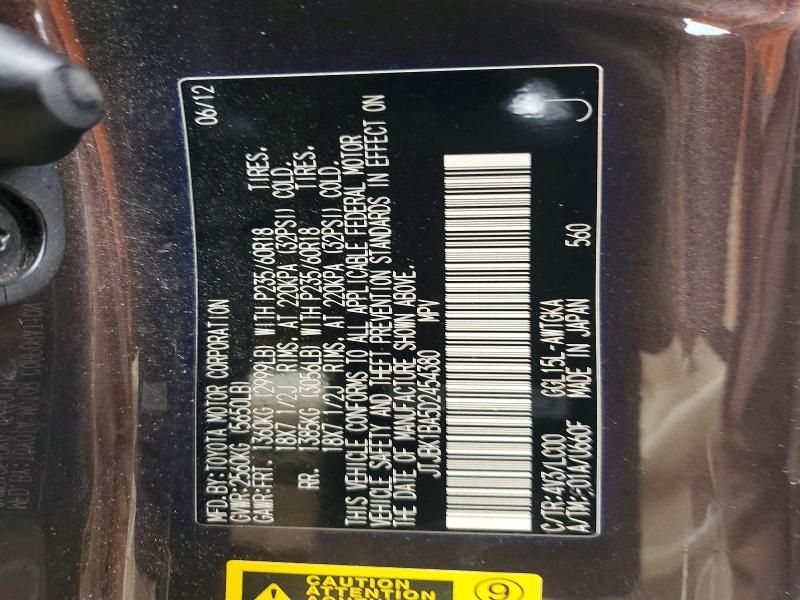 MFD.BY:TOYOTA MOTOR CORPORATION 06/12
GVWR:2560KG (5650LB)
GAWR:FRT. 1360KG (2999LB) WITH P235/60R18 TIRES,
18X7 1/2J RIMS, AT 220KPA (32PSI) COLD.
RR. 1385KG (3056LB) WITH P235/60R18 TIRES,
18X7 1/2J RIMS, AT 220KPA (32PSI) COLD.
THIS VEHICLE CONFORMS TO ALL APPLICABLE FEDERAL MOTOR
VEHICLE SAFETY AND THEFT PREVENTION STANDARDS IN EFFECT ON
THE DATE OF MANUFACTURE SHOWN ABOVE.
JTJBK1BA5D2454380 MPV
C/TR:4X3/LC00 GGL15L-AWTGKA
A/TM:-01A/U660F MADE IN JAPAN 560
J
CAUTION
ATTENTION
9